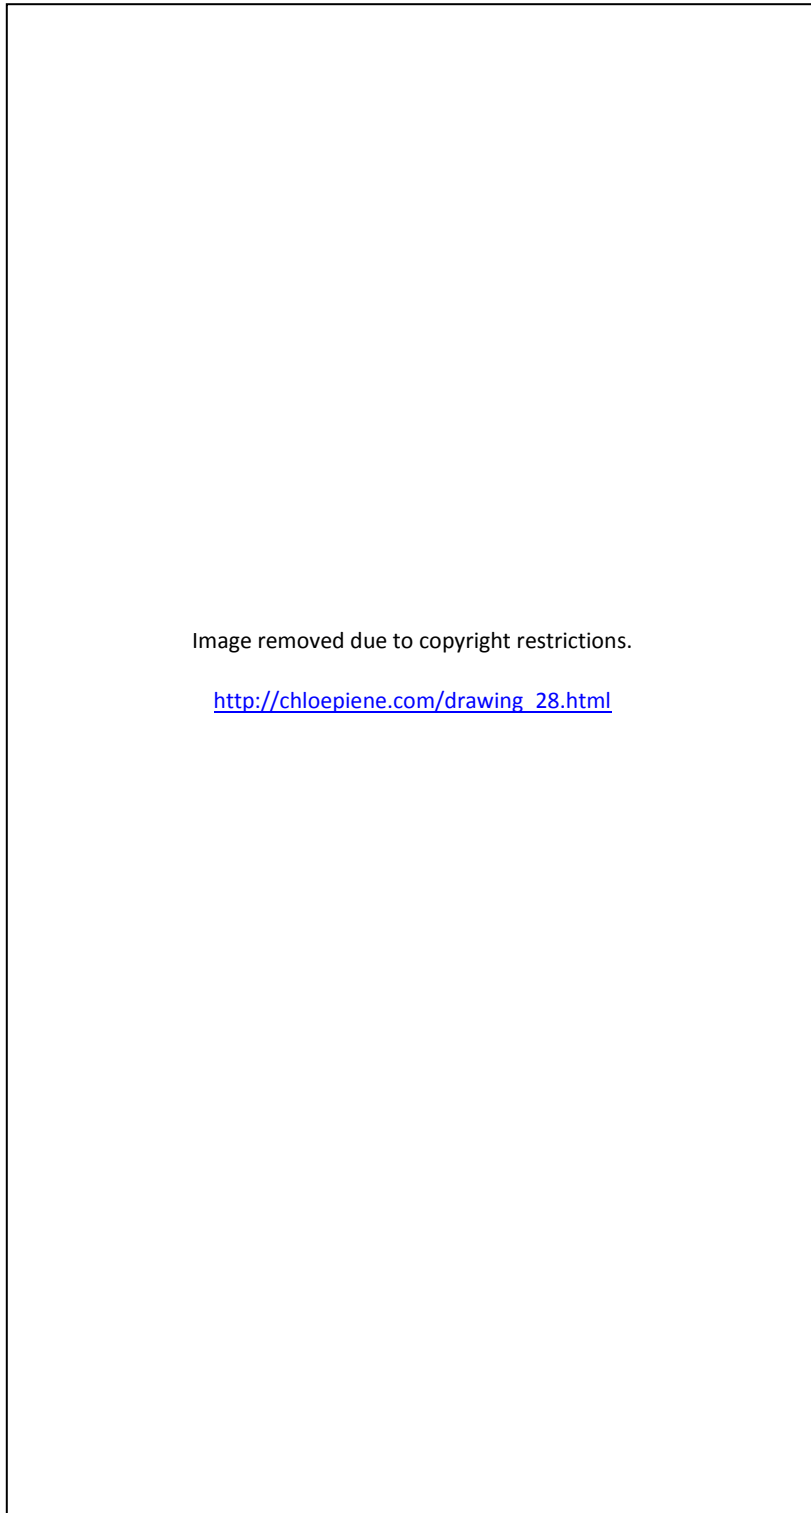 Image removed due to copyright restrictions.
http://chloepiene.com/drawing_28.html